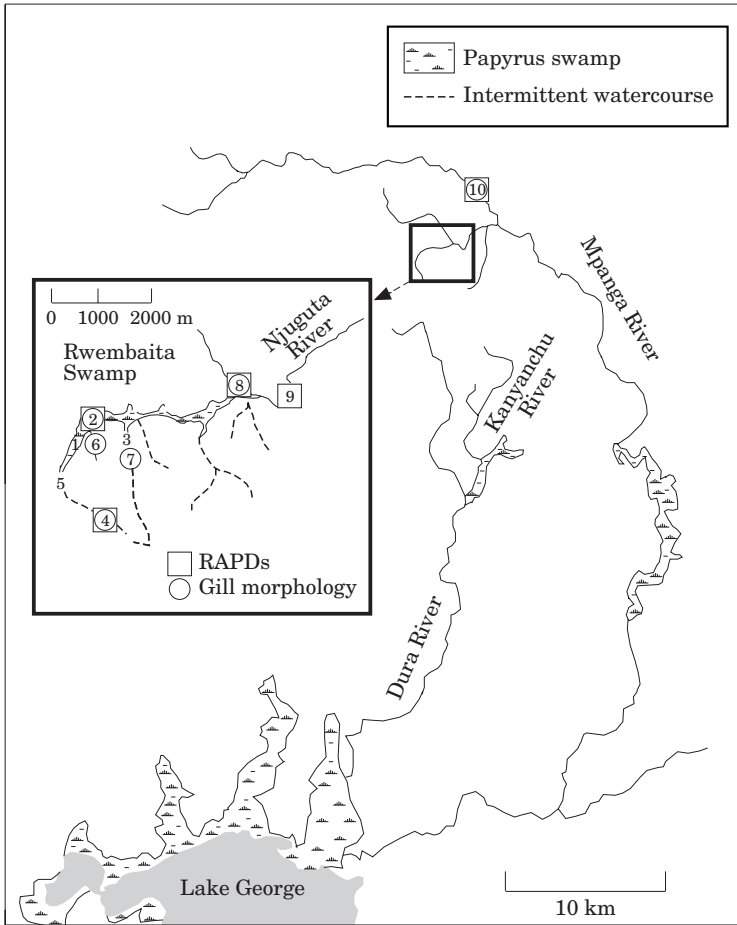 Papyrus swamp
Intermittent watercourse
10
Mpanga River
0 1000 2000 m
Njuguta
River
Rwembaita
Swamp
8
9
2
1
6
3
7
5
4
RAPDs
Gill morphology
Kanyanchu
River
Dura River
Lake George
10 km